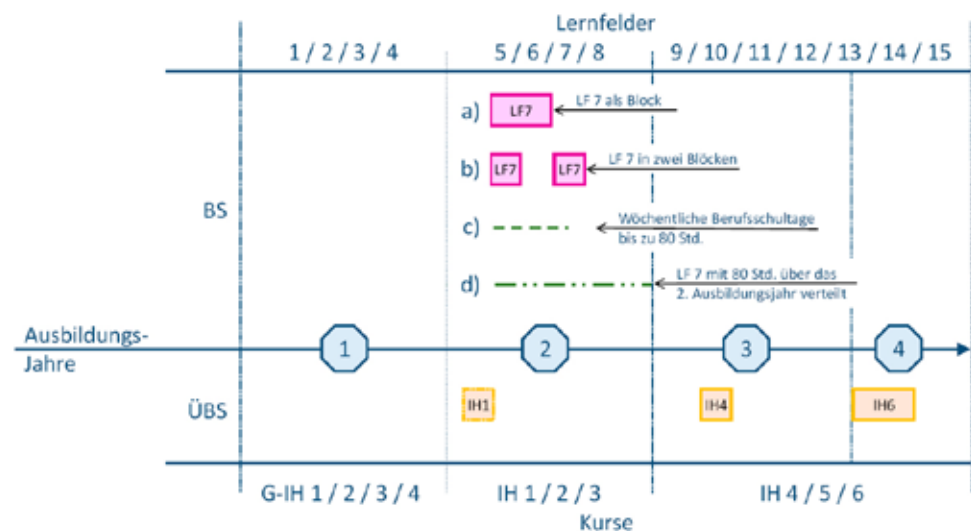 Lernfelder
1 / 2 / 3 / 4
5 / 6 / 7 / 8
9 / 10 / 11 / 12 / 13 / 14 / 15
a)
LF7
LF 7 als Block
b)
LF7
LF7
LF 7 in zwei Blöcken
BS
c)
Wöchentliche Berufsschultage
bis zu 80 Std.
d)
LF 7 mit 80 Std. über das
2. Ausbildungsjahr verteilt
Ausbildungs-
Jahre
1
2
3
4
ÜBS
IH1
IH4
IH6
G-IH 1 / 2 / 3 / 4
IH 1 / 2 / 3
IH 4 / 5 / 6
Kurse